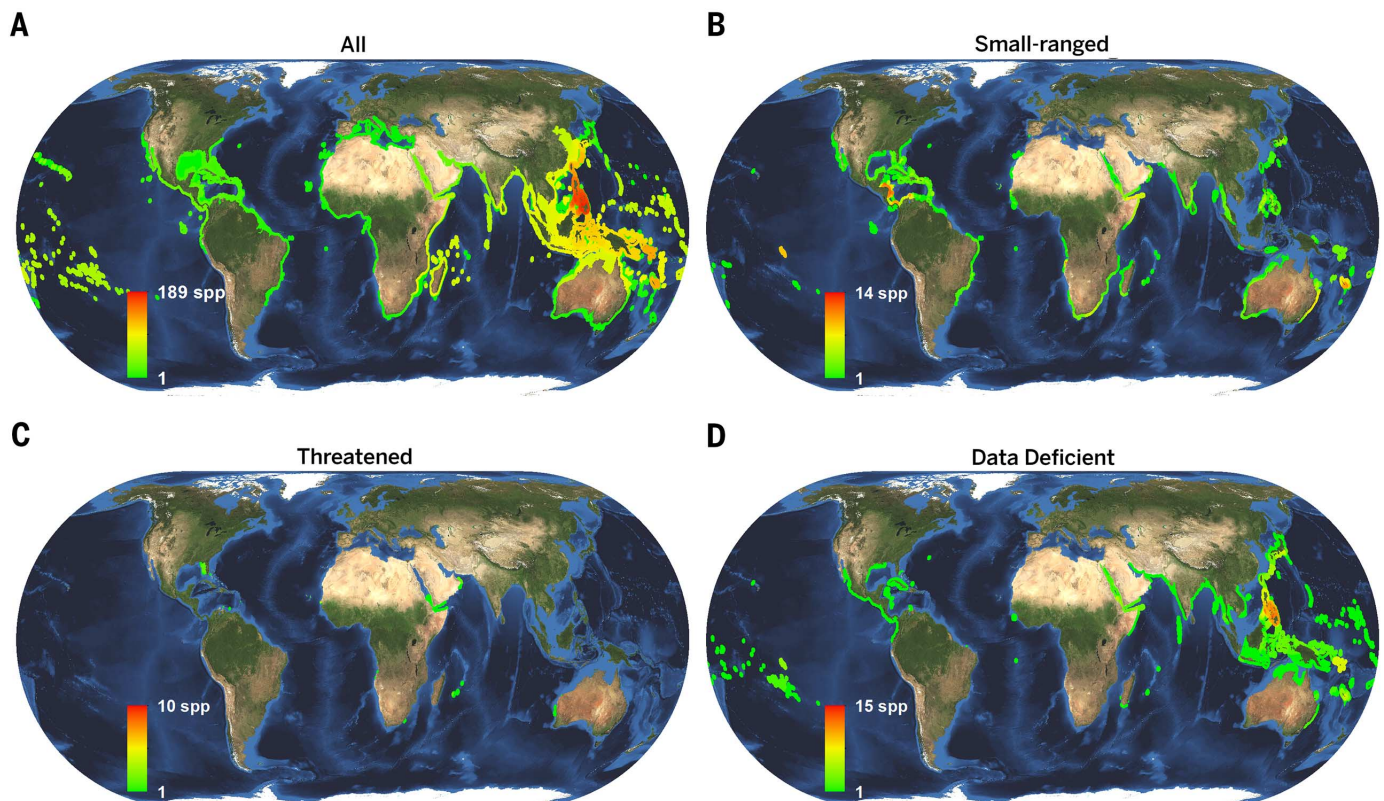 A
All
189 spp
1
B
Small-ranged
14 spp
1
C
Threatened
10 spp
1
D
Data Deficient
15 spp
1